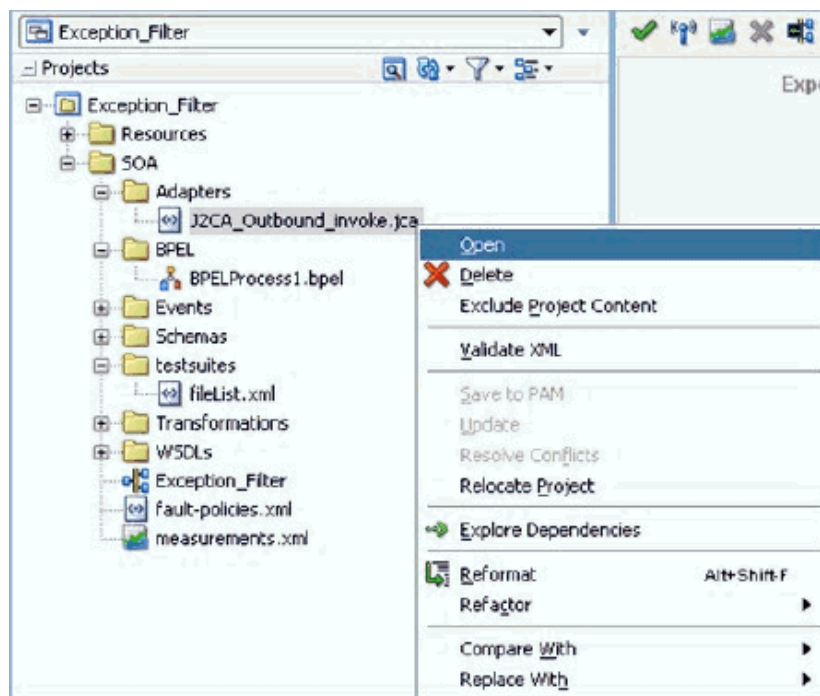 Exception_Filter
Projects
Expo
Exception_Filter
Resources
SOA
Adapters
J2CA_Outbound_invoke.jca
BPEL
BPELProcess1.bpel
Events
Schemas
testsuites
fileList.xml
Transformations
WSDLs
Exception_Filter
fault-policies.xml
measurements.xml
Open
Delete
Exclude Project Content
Validate XML
Save to PAM
Update
Resolve Conflicts
Relocate Project
Explore Dependencies
Reformat Alt+Shift-F
Refactor
Compare With
Replace With